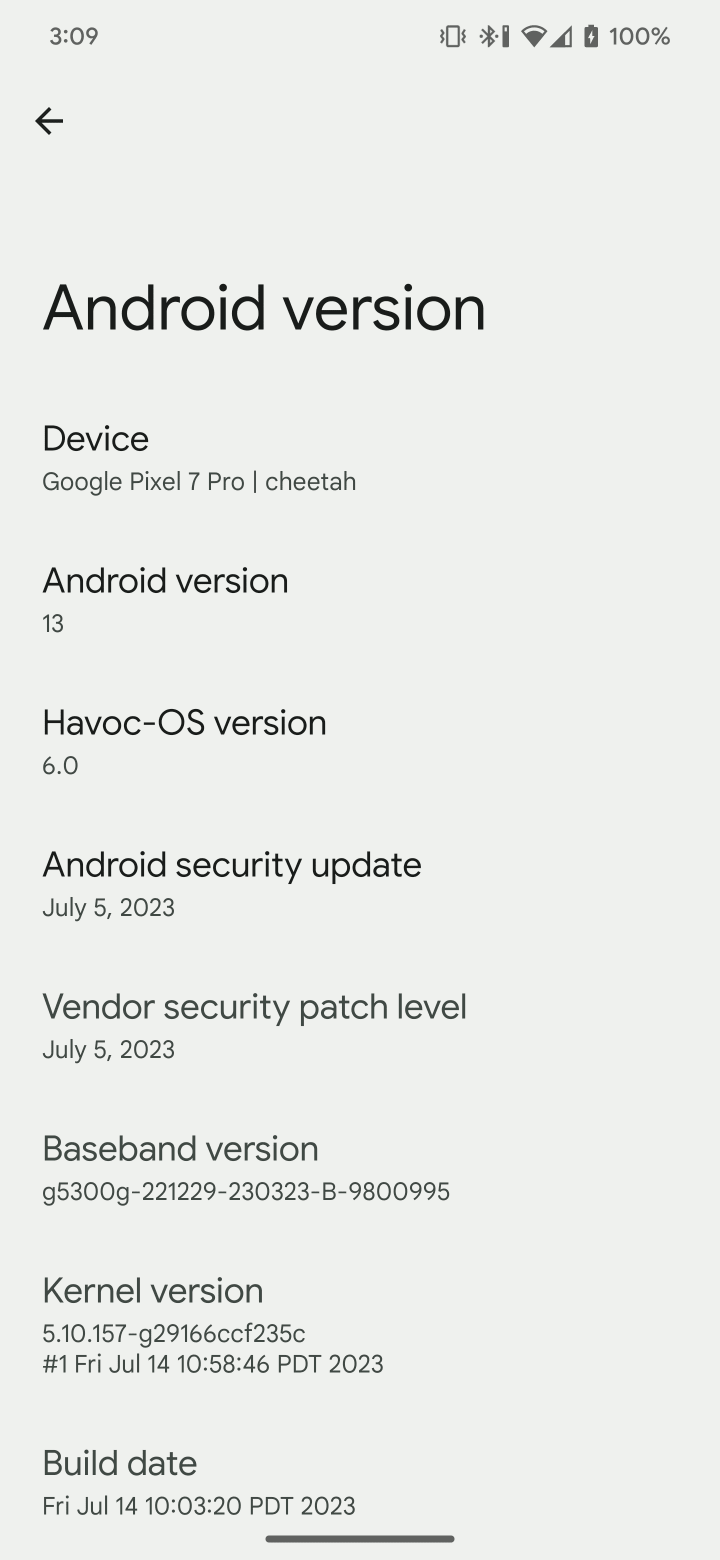 3:09
100%
Android version
Device
Google Pixel 7 Pro | cheetah
Android version
13
Havoc-OS version
6.0
Android security update
July 5, 2023
Vendor security patch level
July 5, 2023
Baseband version
g5300g-221229-230323-B-9800995
Kernel version
5.10.157-g29166ccf235c
#1 Fri Jul 14 10:58:46 PDT 2023
Build date
Fri Jul 14 10:03:20 PDT 2023